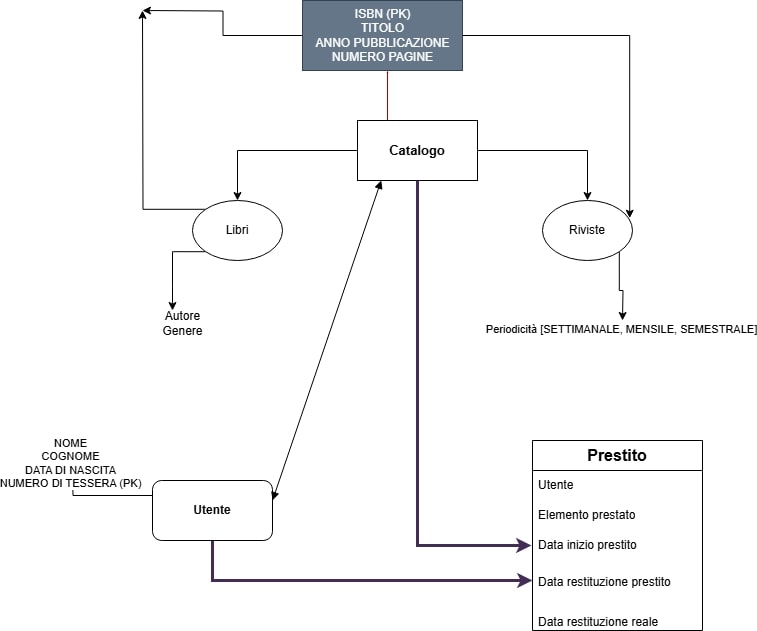 ISBN (PK)
TITOLO
ANNO PUBBLICAZIONE
NUMERO PAGINE
Catalogo
Libri
Riviste
Autore
Genere
Periodicità [SETTIMANALE, MENSILE, SEMESTRALE]
NOME
COGNOME
DATA DI NASCITA
NUMERO DI TESSERA (PK)
Utente
Prestito
Utente
Elemento prestato
Data inizio prestito
Data restituzione prestito
Data restituzione reale